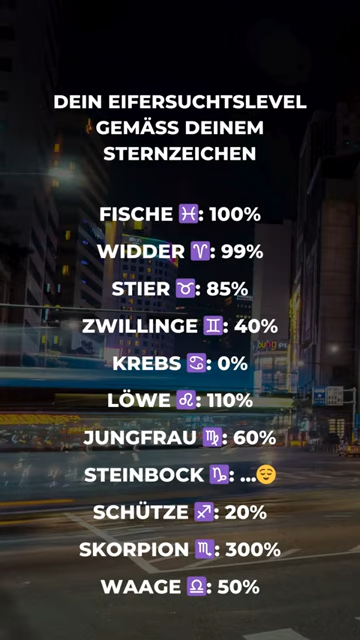 DEIN EIFERSUCHTSLEVEL
GEMÄSS DEINEM
STERNZEICHEN
FISCHE ♓: 100%
WIDDER ♈: 99%
STIER ♉: 85%
ZWILLINGE ♊: 40%
KREBS ♋: 0%
LÖWE ♌: 110%
JUNGFRAU ♍: 60%
STEINBOCK ♑: ...😌
SCHÜTZE ♐: 20%
SKORPION ♏: 300%
WAAGE ♎: 50%